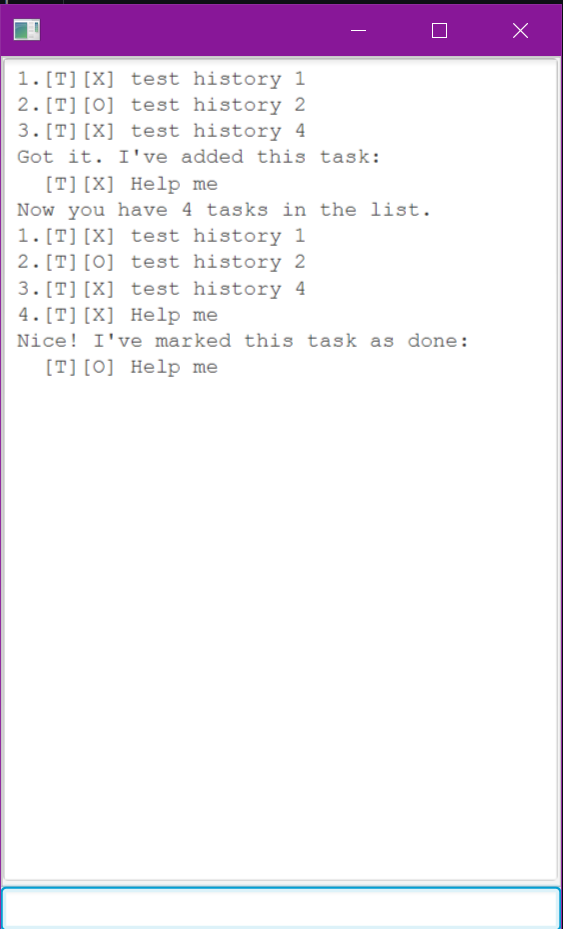 1.[T][X] test history 1
2.[T][O] test history 2
3.[T][X] test history 4
Got it. I've added this task:
  [T][X] Help me
Now you have 4 tasks in the list.
1.[T][X] test history 1
2.[T][O] test history 2
3.[T][X] test history 4
4.[T][X] Help me
Nice! I've marked this task as done:
  [T][O] Help me